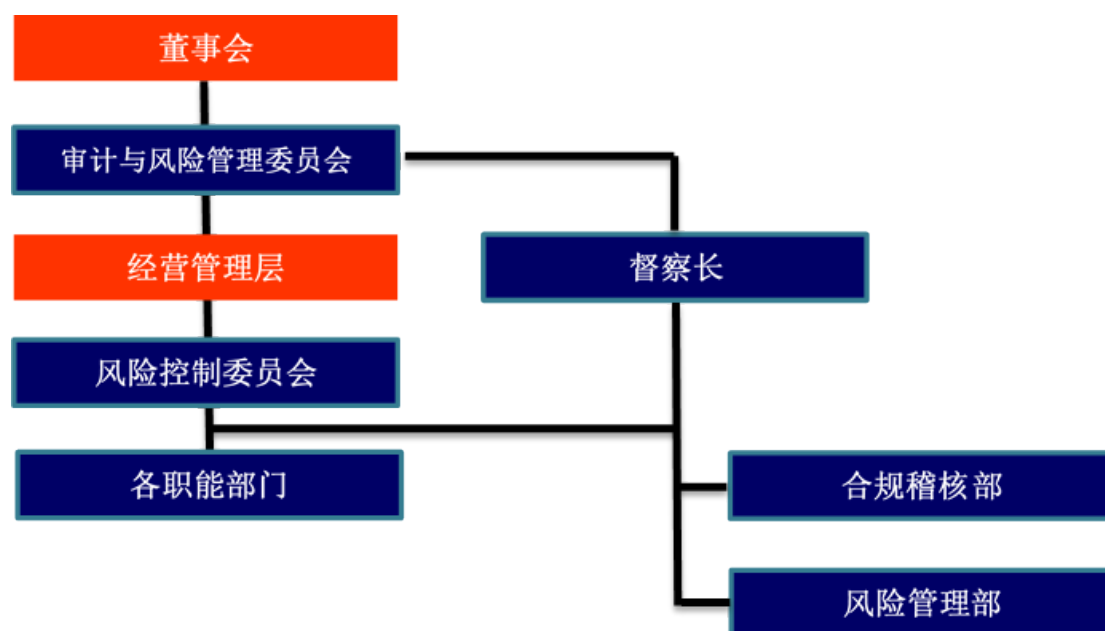 董事会
审计与风险管理委员会
经营管理层
督察长
风险控制委员会
各职能部门
合规稽核部
风险管理部